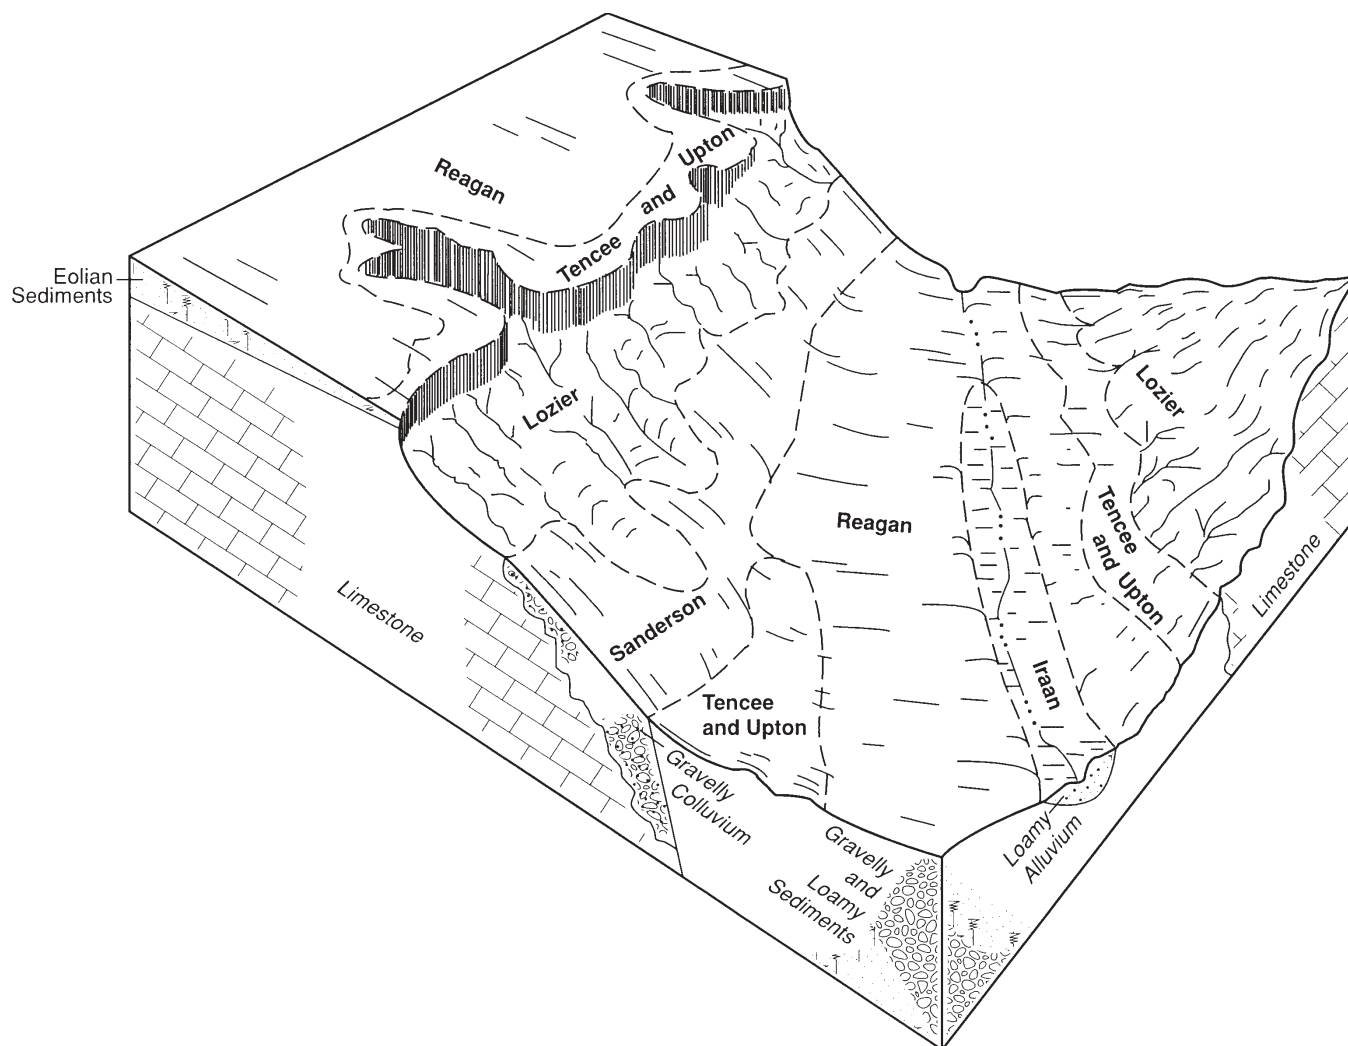 Reagan
Upton
and
Tencee
Eolian
Sediments
Lozier
Lozier
Reagan
Tencee
and Upton
Limestone
Limestone
Sanderson
Iraan
Tencee
and Upton
Gravelly
Colluvium
Loamy
Alluvium
Gravelly
and
Loamy
Sediments